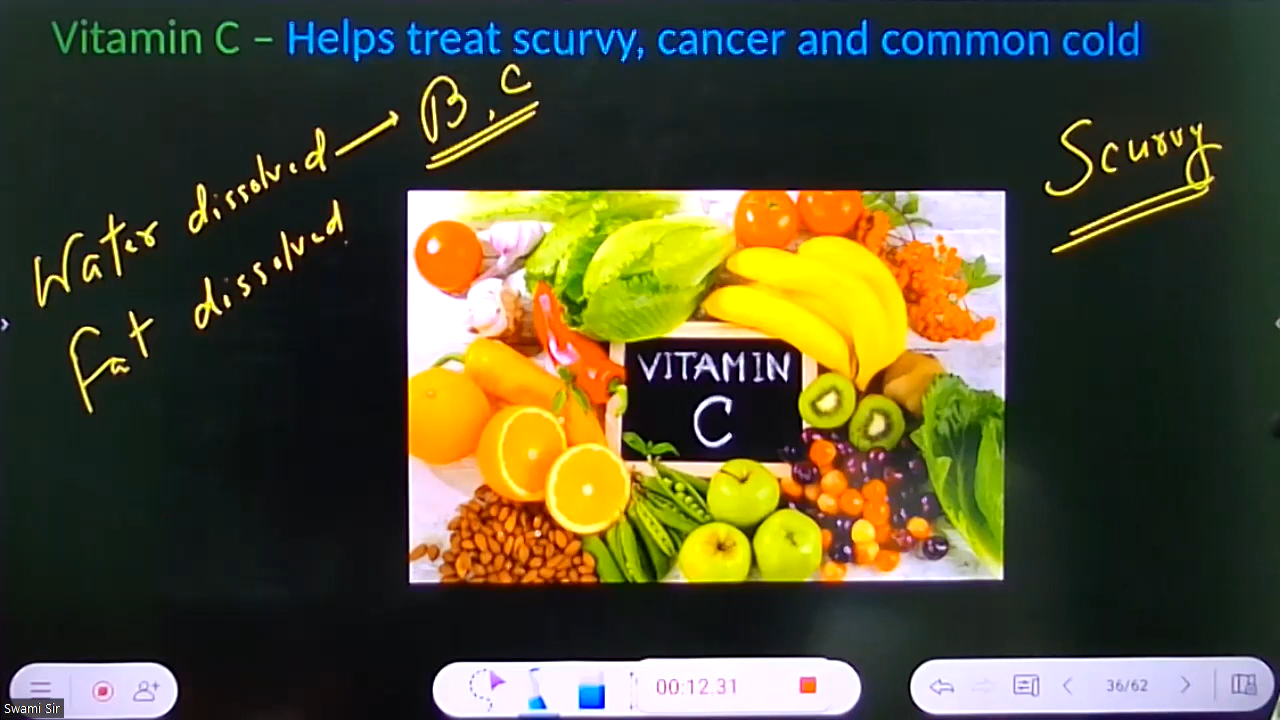 Vitamin C – Helps treat scurvy, cancer and common cold
Water dissolved → B, C
Fat dissolved
Scurvy
VITAMIN
C
00:12.31
36/62
Swami Sir